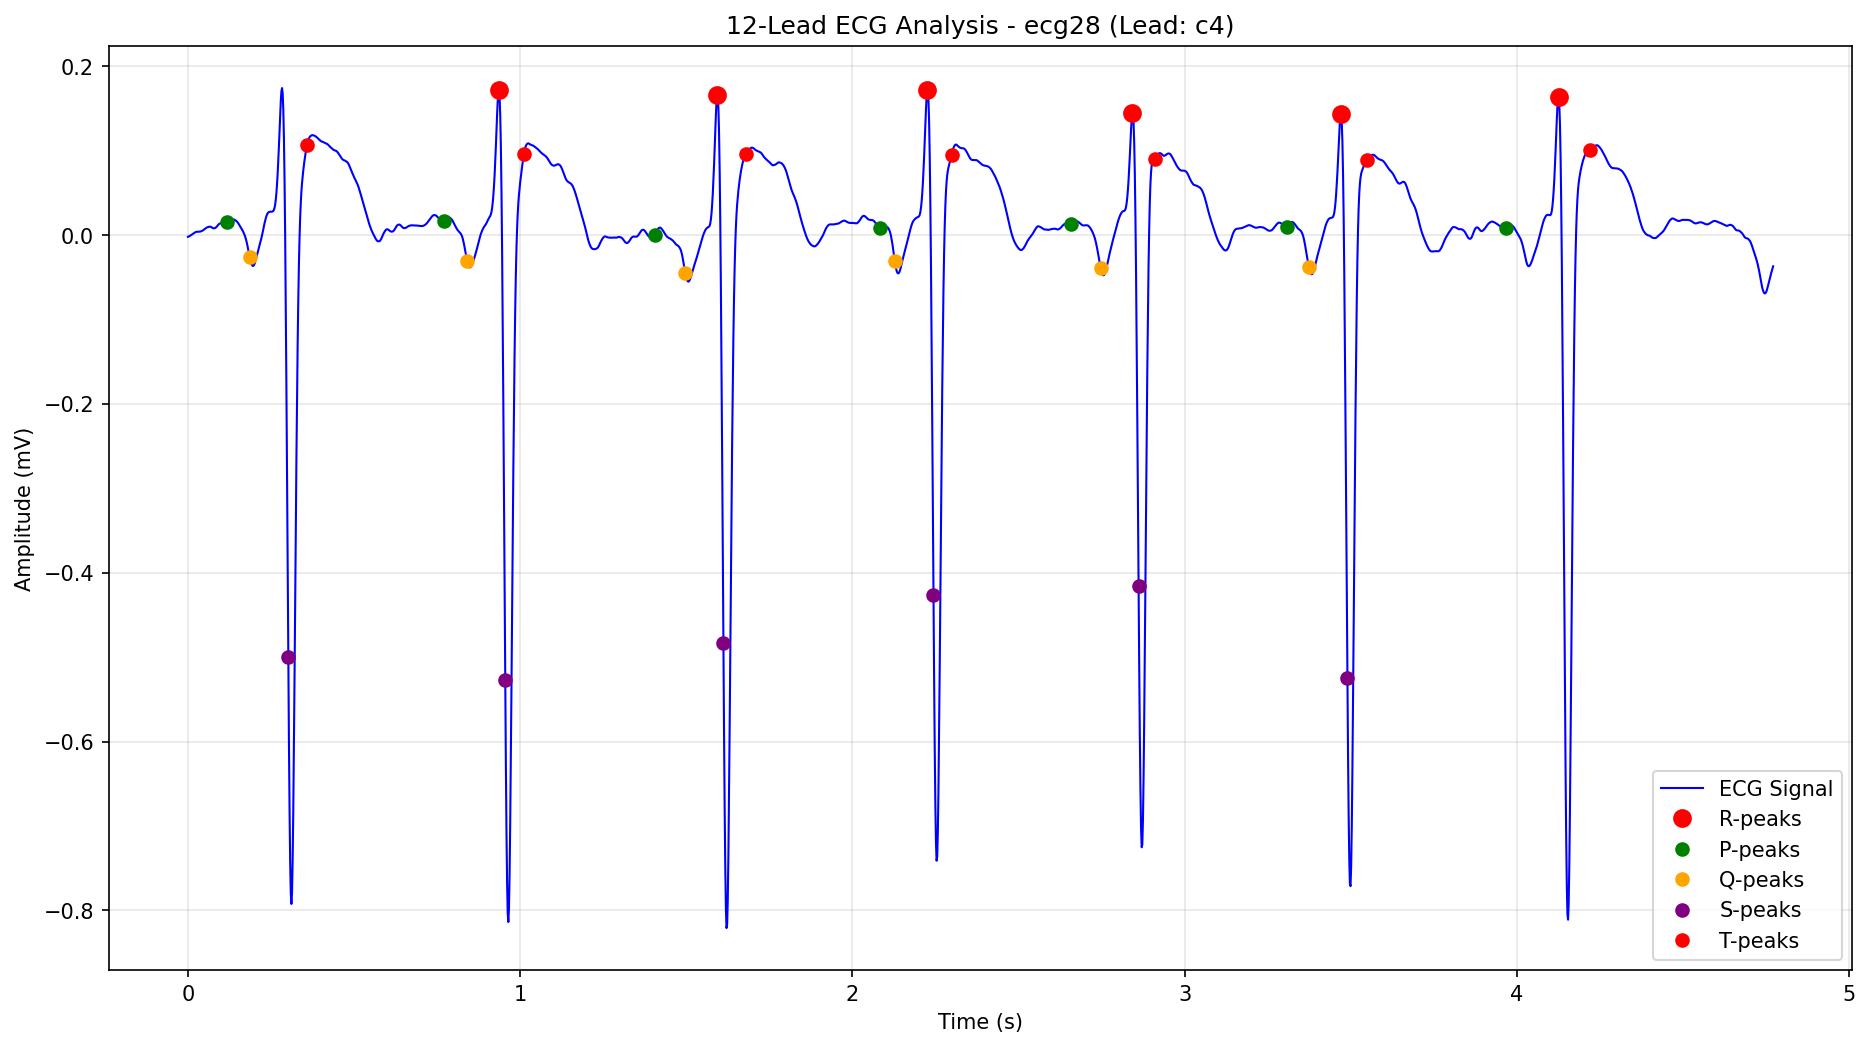 12-Lead ECG Analysis - ecg28 (Lead: c4)
0.2
0.0
−0.2
−0.4
−0.6
−0.8
Amplitude (mV)
ECG Signal
R-peaks
P-peaks
Q-peaks
S-peaks
T-peaks
0 1 2 3 4 5
Time (s)